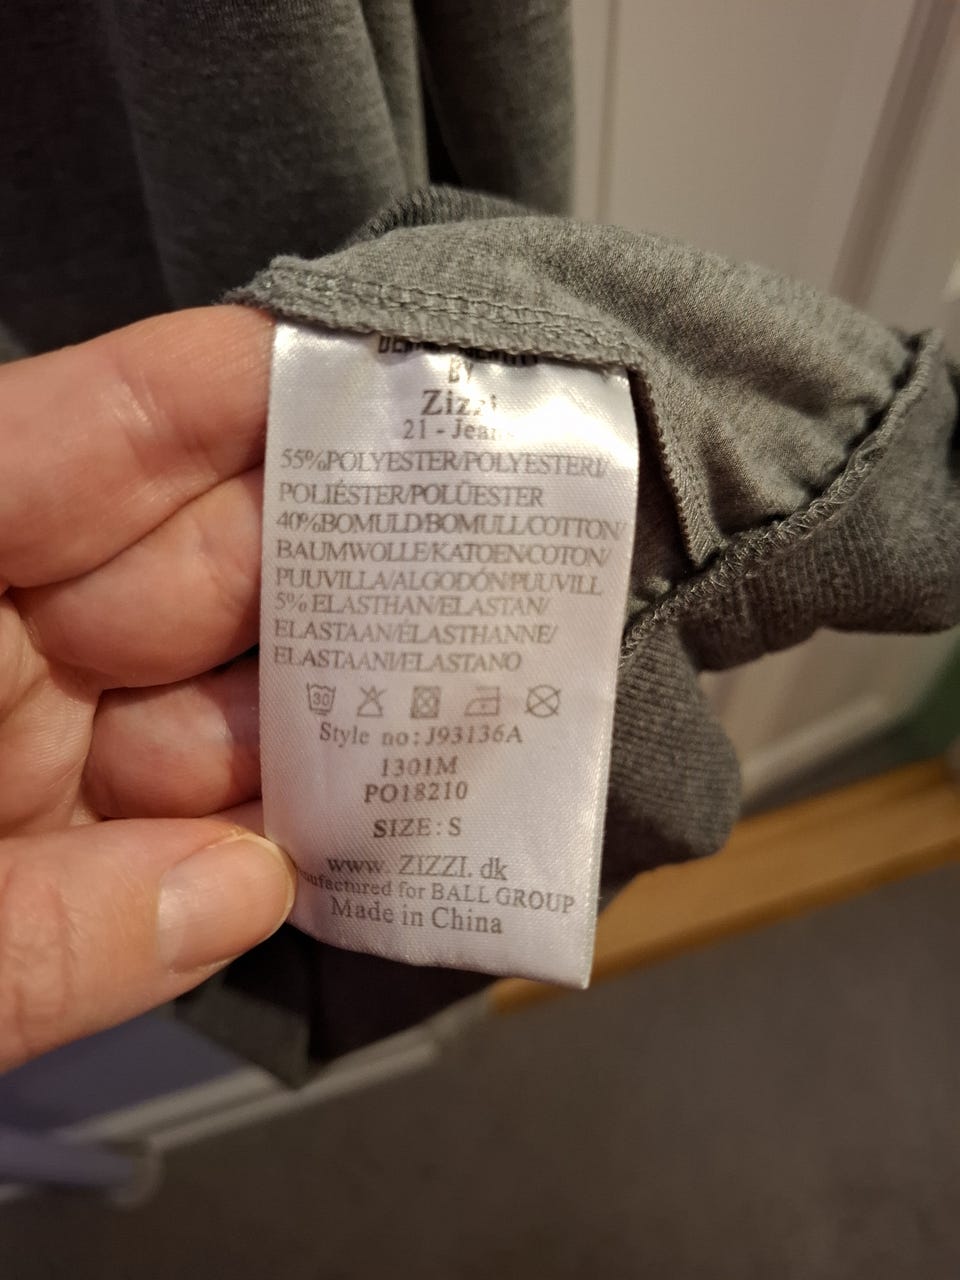 BY
Zizzi
21 - Jeans
55%POLYESTER/POLYESTERI/
POLIÉSTER/POLÜESTER
40%BOMULD/BOMULL/COTTON/
BAUMWOLLE/KATOEN/COTON/
PUUVILLA/ALGODÓN/PUUVILL
5% ELASTHAN/ELASTAN/
ELASTAAN/ÉLASTHANNE/
ELASTAANI/ELASTANO
30
Style no:J93136A
1301M
PO18210
SIZE:S
www. ZIZZI. dk
for BALL GROUP
Made in China